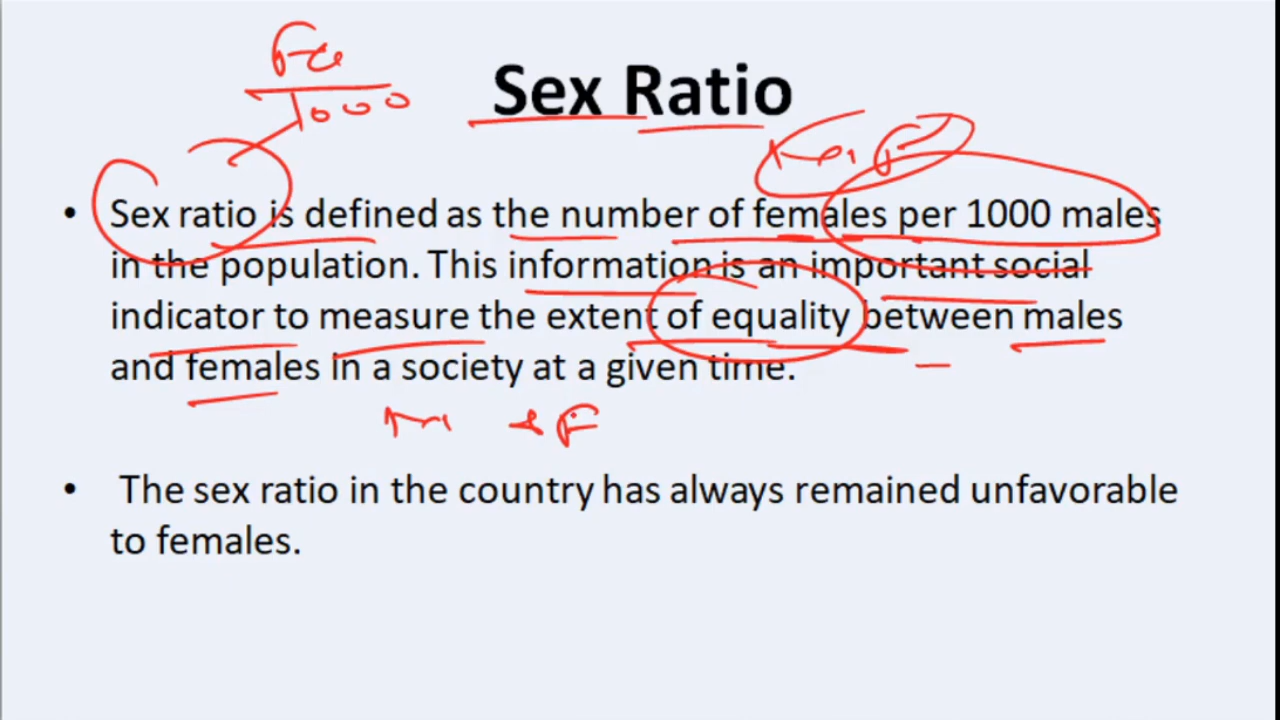 Sex Ratio
1000
• Sex ratio is defined as the number of females per 1000 males
in the population. This information is an important social
indicator to measure the extent of equality between males
and females in a society at a given time.
• The sex ratio in the country has always remained unfavorable
to females.